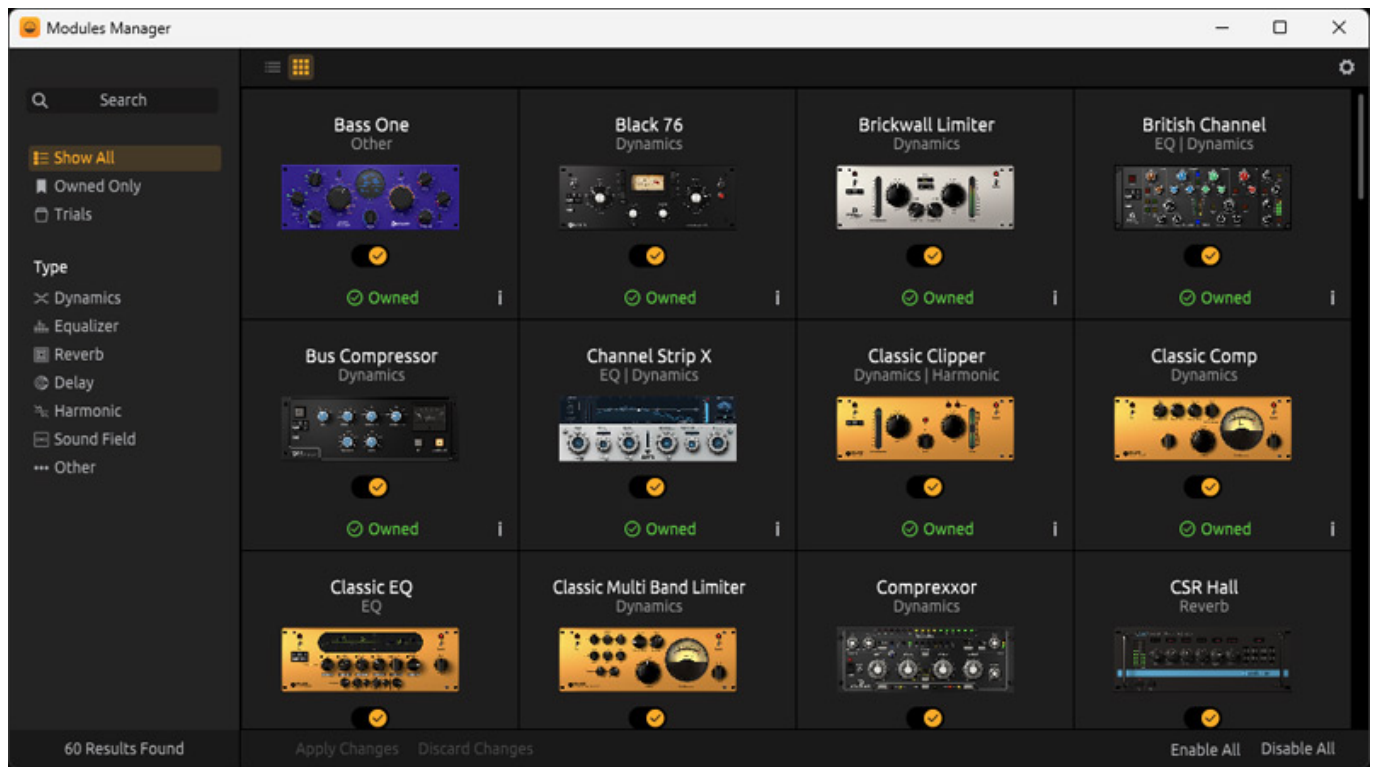 Modules Manager
Search
Show All
Owned Only
Trials
Type
Dynamics
Equalizer
Reverb
Delay
Harmonic
Sound Field
Other
60 Results Found
Bass One
Other
Owned
Black 76
Dynamics
Owned
Brickwall Limiter
Dynamics
Owned
British Channel
EQ | Dynamics
Owned
Bus Compressor
Dynamics
Owned
Channel Strip X
EQ | Dynamics
Owned
Classic Clipper
Dynamics | Harmonic
Owned
Classic Comp
Dynamics
Owned
Classic EQ
EQ
Classic Multi Band Limiter
Dynamics
Comprexxor
Dynamics
CSR Hall
Reverb
Apply Changes Discard Changes
Enable All Disable All